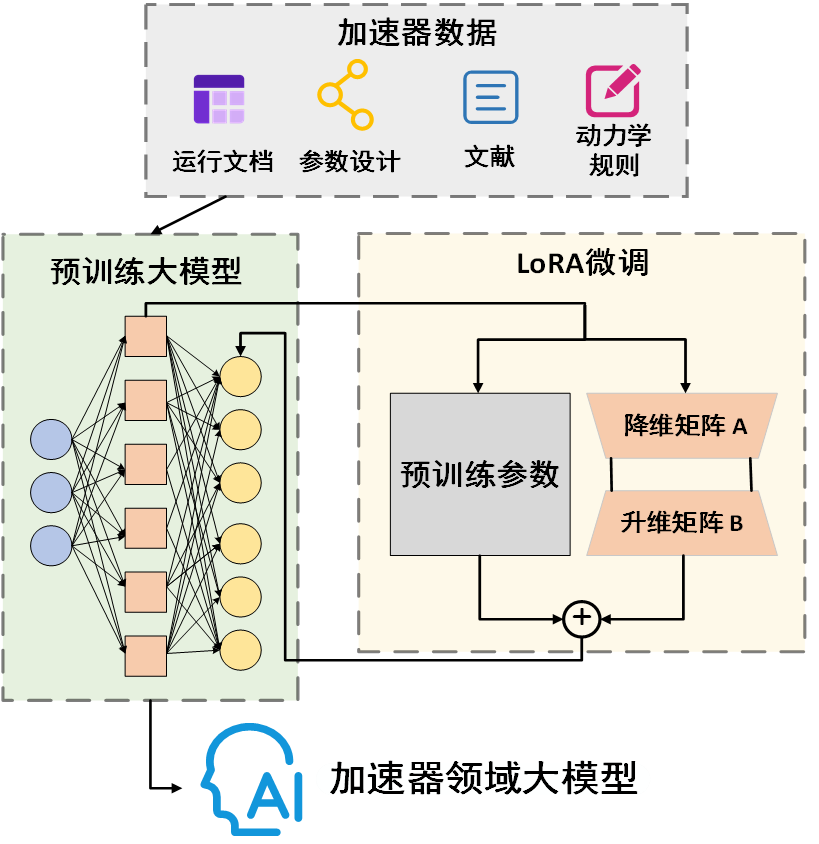 加速器数据
运行文档
参数设计
文献
动力学
规则
预训练大模型
LoRA微调
预训练参数
降维矩阵 A
升维矩阵 B
+
AI
加速器领域大模型